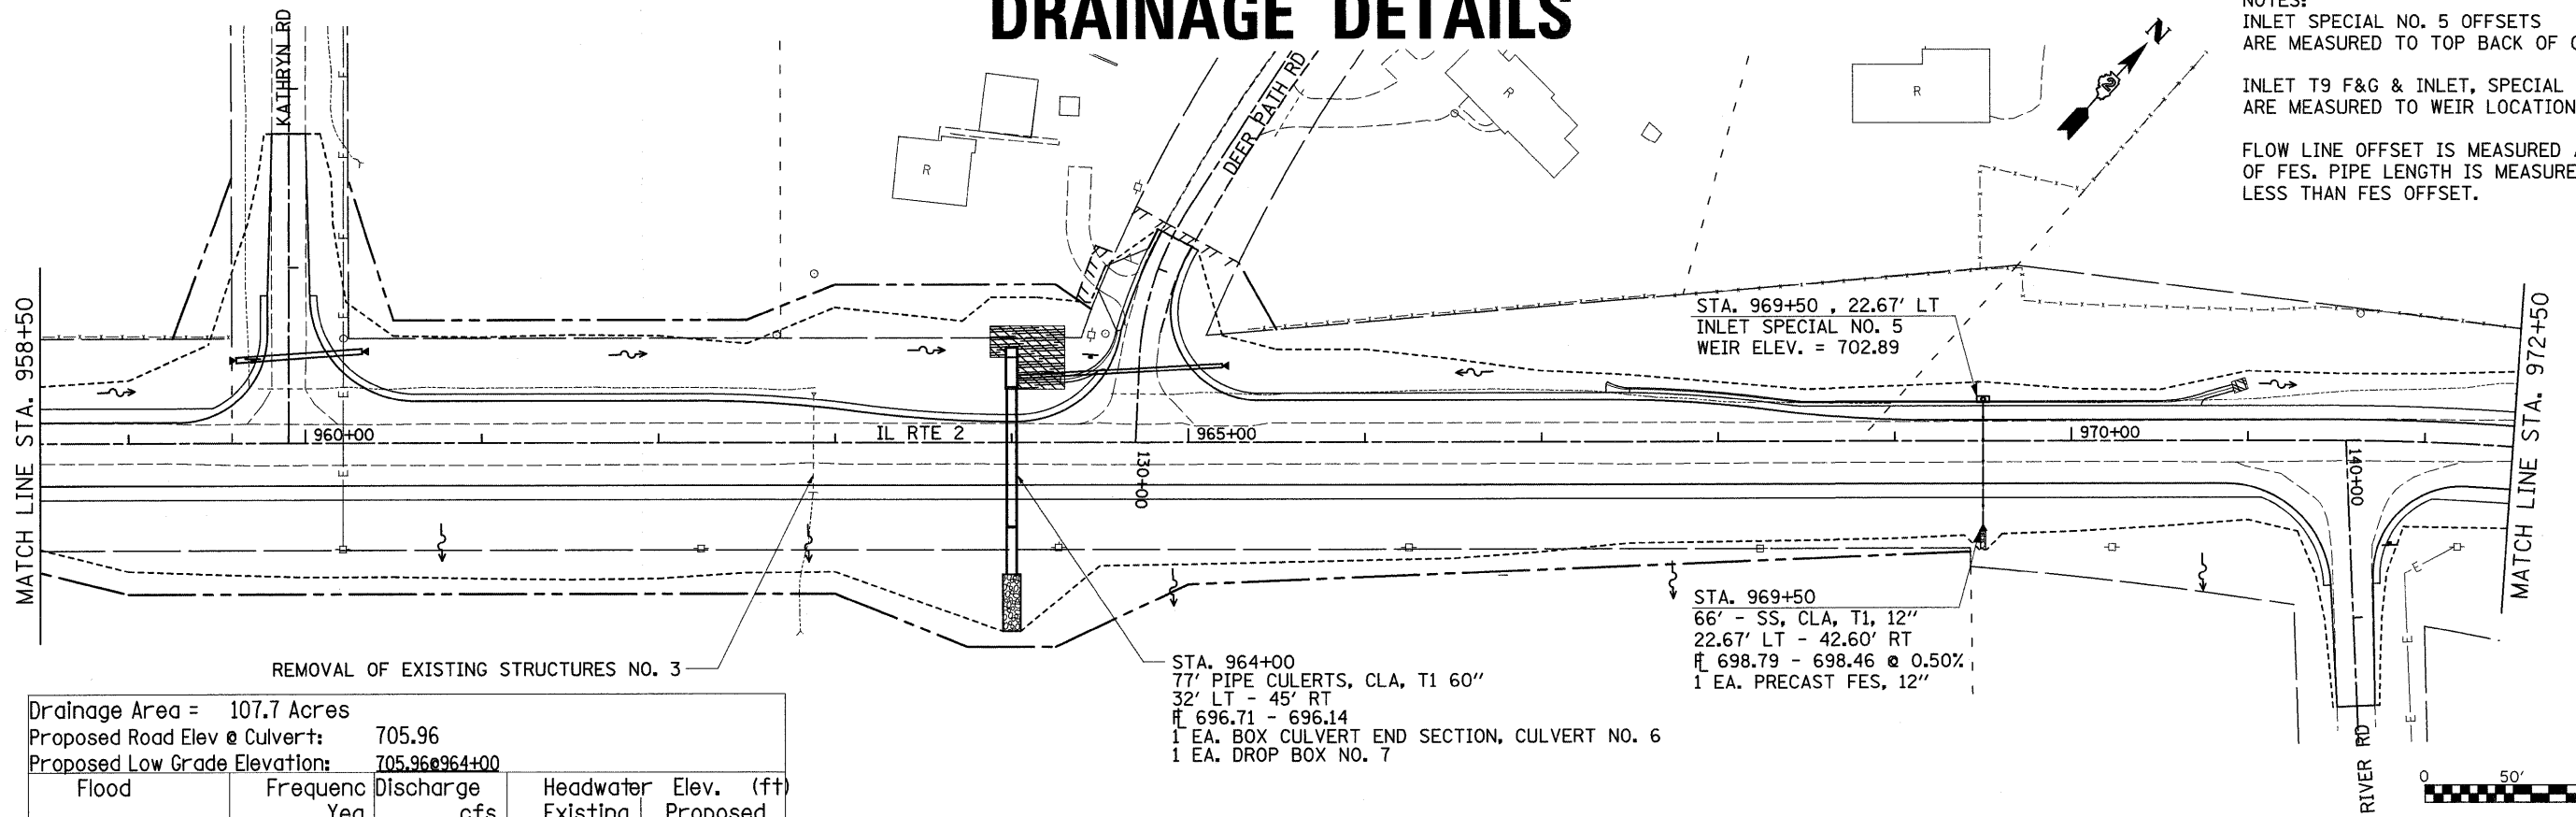 DRAINAGE DETAILS
NOTES:
INLET SPECIAL NO. 5 OFFSETS
ARE MEASURED TO TOP BACK OF
INLET T9 F&G & INLET, SPECIAL
ARE MEASURED TO WEIR LOCATION
FLOW LINE OFFSET IS MEASURED
OF FES. PIPE LENGTH IS MEASURE
LESS THAN FES OFFSET.
N
2
KATHRYN RD
DEER PATH RD
R
R
R
MATCH LINE STA. 958+50
MATCH LINE STA. 972+50
STA. 969+50 , 22.67' LT
INLET SPECIAL NO. 5
WEIR ELEV. = 702.89
960+00
IL RTE 2
965+00
970+00
130+00
140+00
E
E
E
E
E
E
E
E
E
E
STA. 969+50
66' - SS, CLA, T1, 12"
22.67' LT - 42.60' RT
FL 698.79 - 698.46 @ 0.50%
1 EA. PRECAST FES, 12"
REMOVAL OF EXISTING STRUCTURES NO. 3
STA. 964+00
77' PIPE CULERTS, CLA, T1 60"
32' LT - 45' RT
FL 696.71 - 696.14
1 EA. BOX CULVERT END SECTION, CULVERT NO. 6
1 EA. DROP BOX NO. 7
RIVER RD
0 50'
Drainage Area = 107.7 Acres
Proposed Road Elev @ Culvert: 705.96
Proposed Low Grade Elevation: 705.96@964+00
Flood Frequenc Discharge Headwater Elev. (ft)
Yea cfs Existing Proposed